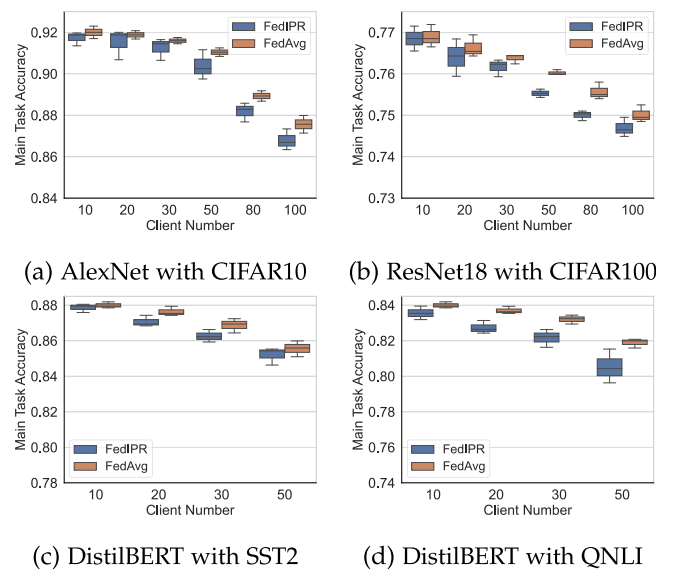 Main Task Accuracy
0.92
0.90
0.88
0.86
0.84
FedIPR
FedAvg
10 20 30 50 80 100
Client Number
(a) AlexNet with CIFAR10
Main Task Accuracy
0.77
0.76
0.75
0.74
0.73
FedIPR
FedAvg
10 20 30 50 80 100
Client Number
(b) ResNet18 with CIFAR100
Main Task Accuracy
0.88
0.86
0.84
0.82
0.80
0.78
FedIPR
FedAvg
10 20 30 50
Client Number
(c) DistilBERT with SST2
Main Task Accuracy
0.84
0.82
0.80
0.78
0.76
0.74
FedIPR
FedAvg
10 20 30 50
Client Number
(d) DistilBERT with QNLI